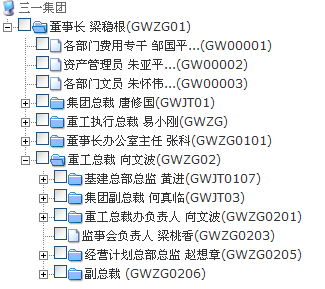 三一集团
董事长 梁稳根(GWZG01)
各部门费用专干 邹国平...(GW00001)
资产管理员 朱亚平...(GW00002)
各部门文员 朱怀伟...(GW00003)
集团总裁 唐修国(GWJT01)
重工执行总裁 易小刚(GWZG)
董事长办公室主任 张科(GWZG0101)
重工总裁 向文波(GWZG02)
基建总部总监 黄进(GWJT0107)
集团副总裁 何真临(GWJT03)
重工总裁办负责人 向文波(GWZG0201)
监事会负责人 梁桃香(GWZG0203)
经营计划总部总监 赵想章(GWZG0205)
副总裁 (GWZG0206)